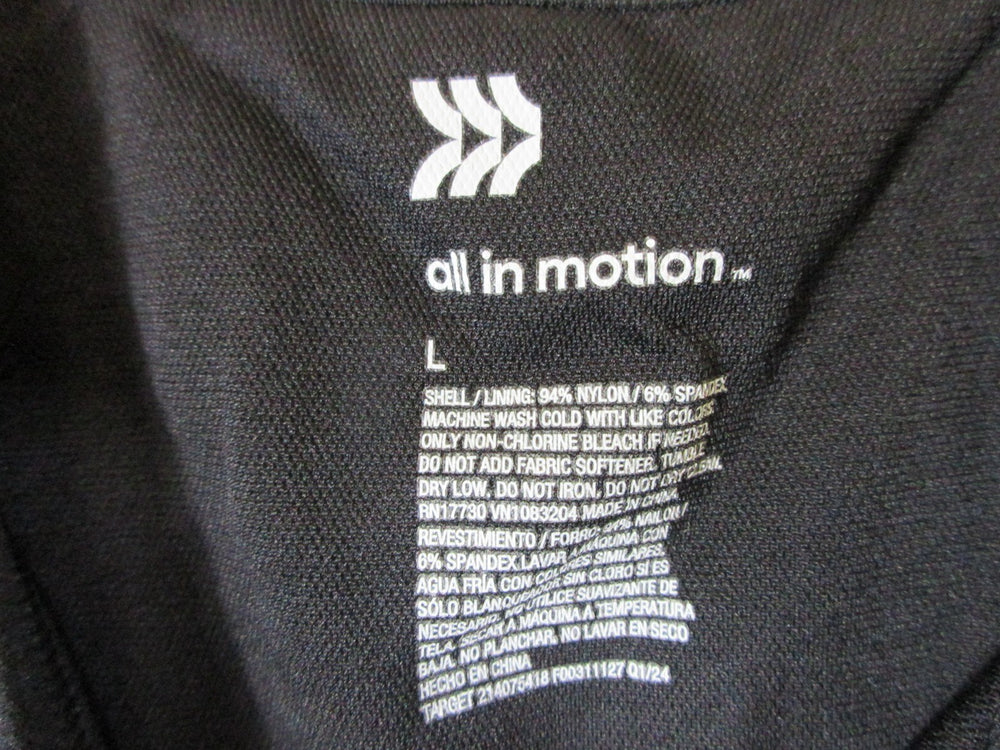 all in motion™
L
SHELL / LINING: 94% NYLON / 6% SPANDEX
MACHINE WASH COLD WITH LIKE COLORS.
ONLY NON-CHLORINE BLEACH IF NEEDED.
DO NOT ADD FABRIC SOFTENER. TUMBLE
DRY LOW. DO NOT IRON. DO NOT DRY CLEAN.
RN17730 VN1083204 MADE IN CHINA
REVESTIMIENTO / FORRO: 94% NAILON /
6% SPANDEX LAVAR A MÁQUINA CON
AGUA FRÍA CON COLORES SIMILARES.
SÓLO BLANQUEADOR SIN CLORO SI ES
NECESARIO. NO UTILICE SUAVIZANTE DE
TELA. SECAR A MÁQUINA A TEMPERATURA
BAJA. NO PLANCHAR. NO LAVAR EN SECO
HECHO EN CHINA
TARGET 214075418 F00311127 Q1/24